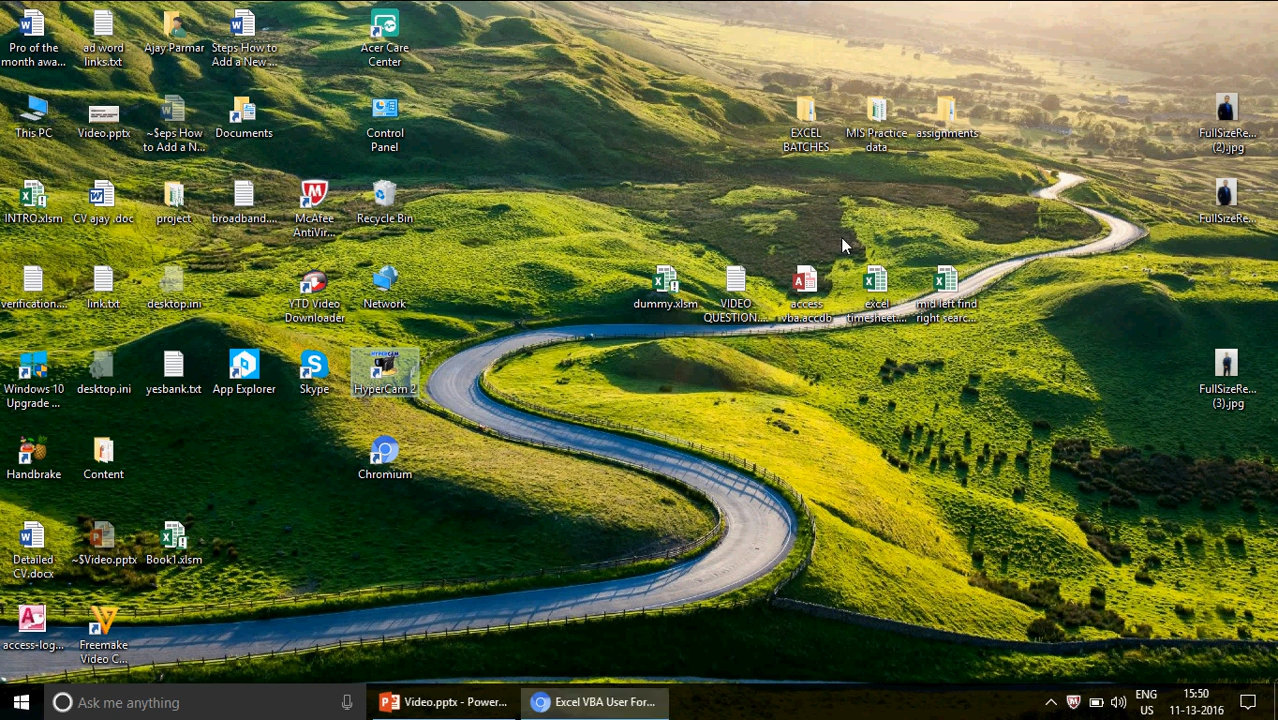 Pro of the
month awa...
ad word
links.txt
Ajay Parmar
Steps How to
Add a New ...
Acer Care
Center
This PC
Video.pptx
~$eps How
to Add a N...
Documents
Control
Panel
EXCEL
BATCHES
MIS Practice
data
assignments
FullSizeRe...
(2).jpg
INTRO.xlsm
CV ajay .doc
project
broadband....
McAfee
AntiVir...
Recycle Bin
FullSizeRe...
verification....
link.txt
desktop.ini
YTD Video
Downloader
Network
dummy.xlsm
VIDEO
QUESTION....
access
vba.accdb
excel
timesheet....
mid left find
right searc...
Windows 10
Upgrade ...
desktop.ini
yesbank.txt
App Explorer
Skype
HYPERCAM
HyperCam 2
FullSizeRe...
(3).jpg
Handbrake
Content
Chromium
Detailed
CV.docx
~$Video.pptx
Book1.xlsm
access-log...
Freemake
Video C...
Ask me anything
Video.pptx - Power...
Excel VBA User For...
ENG
US
15:50
11-13-2016